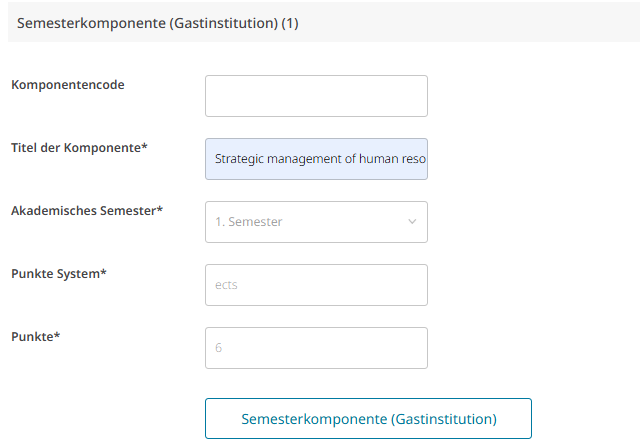 Semesterkomponente (Gastinstitution) (1)
Komponentencode
Titel der Komponente*
Strategic management of human reso
Akademisches Semester*
1. Semester
Punkte System*
ects
Punkte*
6
Semesterkomponente (Gastinstitution)